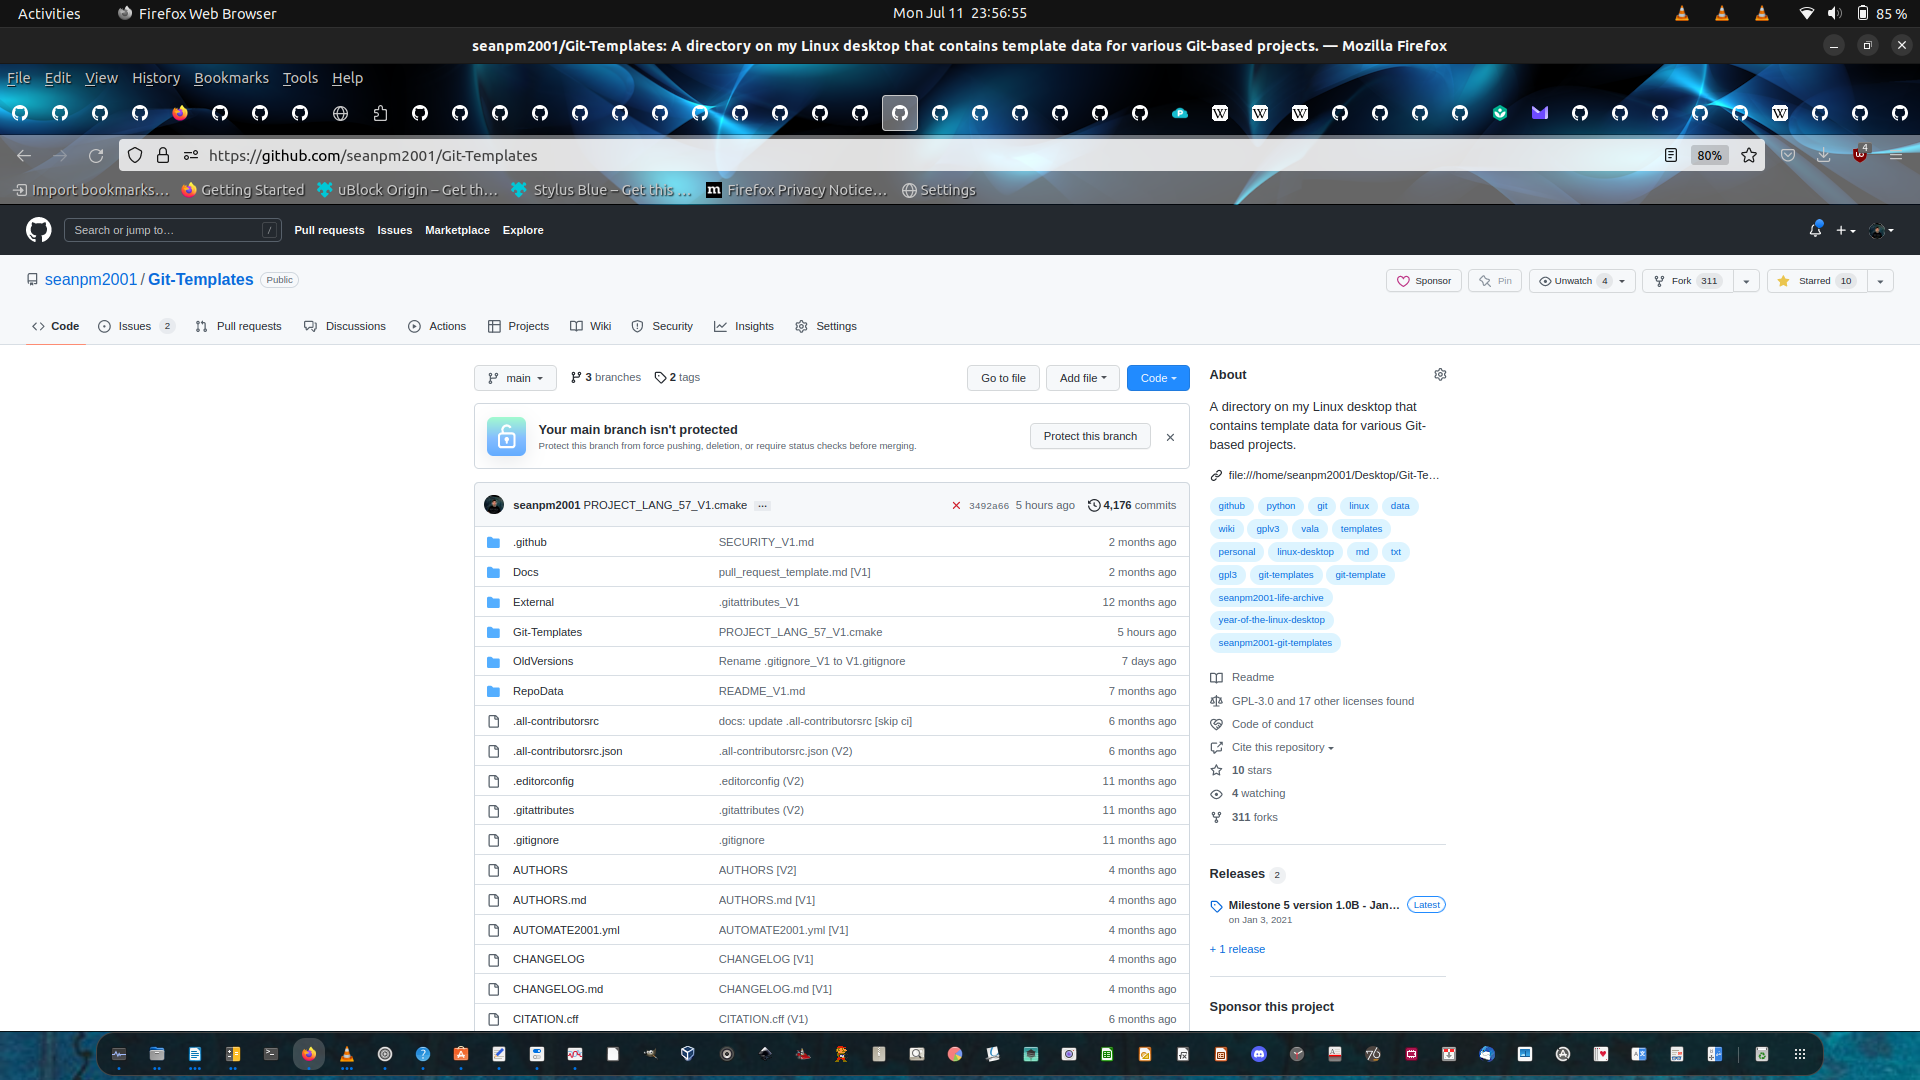 Activities Firefox Web Browser Mon Jul 11 23:56:55 85 %
seanpm2001/Git-Templates: A directory on my Linux desktop that contains template data for various Git-based projects. — Mozilla Firefox
File Edit View History Bookmarks Tools Help
https://github.com/seanpm2001/Git-Templates 80% 4
Import bookmarks… Getting Started uBlock Origin – Get th… Stylus Blue – Get this … Firefox Privacy Notice… Settings
Search or jump to… / Pull requests Issues Marketplace Explore
seanpm2001 / Git-Templates Public Sponsor Pin Unwatch 4 Fork 311 Starred 10
Code Issues 2 Pull requests Discussions Actions Projects Wiki Security Insights Settings
main 3 branches 2 tags Go to file Add file Code
Your main branch isn't protected
Protect this branch from force pushing, deletion, or require status checks before merging.
Protect this branch
seanpm2001 PROJECT_LANG_57_V1.cmake ... 3492a66 5 hours ago 4,176 commits
.github SECURITY_V1.md 2 months ago
Docs pull_request_template.md [V1] 2 months ago
External .gitattributes_V1 12 months ago
Git-Templates PROJECT_LANG_57_V1.cmake 5 hours ago
OldVersions Rename .gitignore_V1 to V1.gitignore 7 days ago
RepoData README_V1.md 7 months ago
.all-contributorsrc docs: update .all-contributorsrc [skip ci] 6 months ago
.all-contributorsrc.json .all-contributorsrc.json (V2) 6 months ago
.editorconfig .editorconfig (V2) 11 months ago
.gitattributes .gitattributes (V2) 11 months ago
.gitignore .gitignore 11 months ago
AUTHORS AUTHORS [V2] 4 months ago
AUTHORS.md AUTHORS.md [V1] 4 months ago
AUTOMATE2001.yml AUTOMATE2001.yml [V1] 4 months ago
CHANGELOG CHANGELOG [V1] 4 months ago
CHANGELOG.md CHANGELOG.md [V1] 4 months ago
CITATION.cff CITATION.cff (V1) 6 months ago
About
A directory on my Linux desktop that
contains template data for various Git-
based projects.
file:///home/seanpm2001/Desktop/Git-Te…
github python git linux data
wiki gplv3 vala templates
personal linux-desktop md txt
gpl3 git-templates git-template
seanpm2001-life-archive
year-of-the-linux-desktop
seanpm2001-git-templates
Readme
GPL-3.0 and 17 other licenses found
Code of conduct
Cite this repository
10 stars
4 watching
311 forks
Releases 2
Milestone 5 version 1.0B - Jan… Latest
on Jan 3, 2021
+ 1 release
Sponsor this project